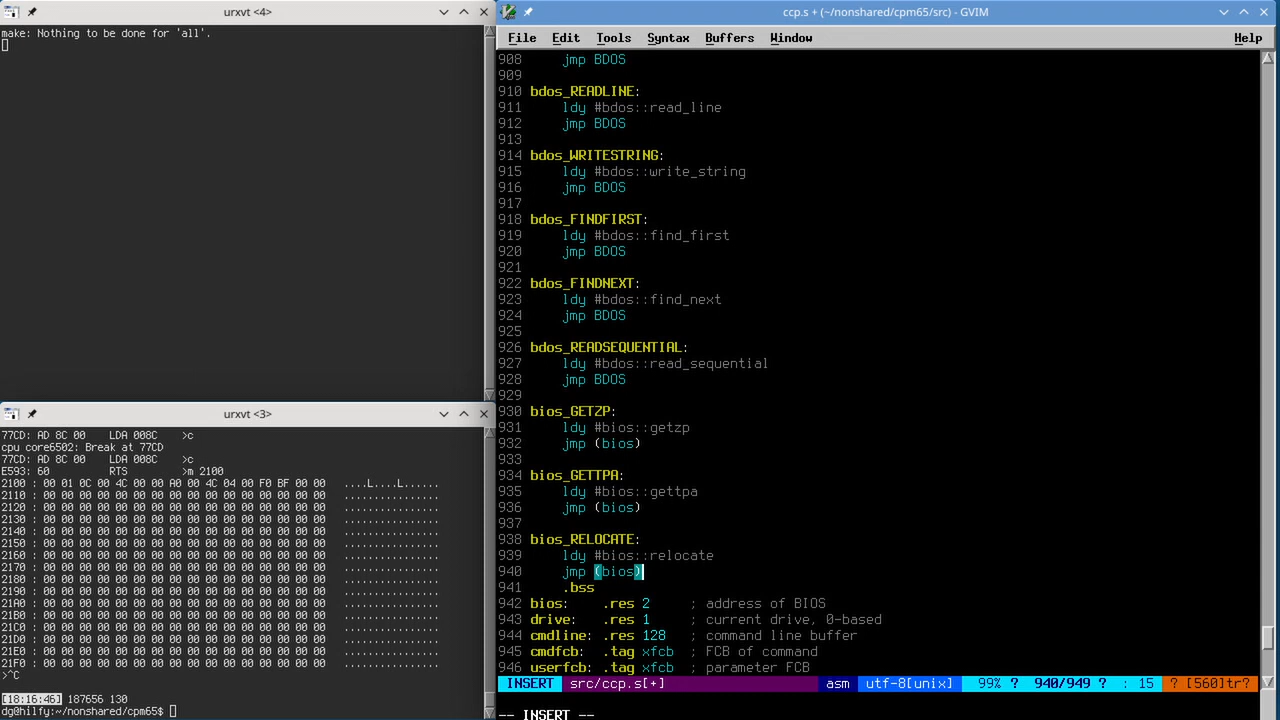 urxvt <4>
make: Nothing to be done for 'all'.
urxvt <3>
77CD: AD 8C 00    LDA 008C    >c
cpu core6502: Break at 77CD
77CD: AD 8C 00    LDA 008C    >c
E593: 60          RTS         >m 2100
2100 : 00 01 0C 00 4C 00 00 A0 00 4C 04 00 F0 BF 00 00   ....L....L......
2110 : 00 00 00 00 00 00 00 00 00 00 00 00 00 00 00 00   ................
2120 : 00 00 00 00 00 00 00 00 00 00 00 00 00 00 00 00   ................
2130 : 00 00 00 00 00 00 00 00 00 00 00 00 00 00 00 00   ................
2140 : 00 00 00 00 00 00 00 00 00 00 00 00 00 00 00 00   ................
2150 : 00 00 00 00 00 00 00 00 00 00 00 00 00 00 00 00   ................
2160 : 00 00 00 00 00 00 00 00 00 00 00 00 00 00 00 00   ................
2170 : 00 00 00 00 00 00 00 00 00 00 00 00 00 00 00 00   ................
2180 : 00 00 00 00 00 00 00 00 00 00 00 00 00 00 00 00   ................
2190 : 00 00 00 00 00 00 00 00 00 00 00 00 00 00 00 00   ................
21A0 : 00 00 00 00 00 00 00 00 00 00 00 00 00 00 00 00   ................
21B0 : 00 00 00 00 00 00 00 00 00 00 00 00 00 00 00 00   ................
21C0 : 00 00 00 00 00 00 00 00 00 00 00 00 00 00 00 00   ................
21D0 : 00 00 00 00 00 00 00 00 00 00 00 00 00 00 00 00   ................
21E0 : 00 00 00 00 00 00 00 00 00 00 00 00 00 00 00 00   ................
21F0 : 00 00 00 00 00 00 00 00 00 00 00 00 00 00 00 00   ................
>^C
[18:16:46] 187656 130
dg@hilfy:~/nonshared/cpm65$
ccp.s + (~/nonshared/cpm65/src) - GVIM
File Edit Tools Syntax Buffers Window Help
908     jmp BDOS
909
910 bdos_READLINE:
911     ldy #bdos::read_line
912     jmp BDOS
913
914 bdos_WRITESTRING:
915     ldy #bdos::write_string
916     jmp BDOS
917
918 bdos_FINDFIRST:
919     ldy #bdos::find_first
920     jmp BDOS
921
922 bdos_FINDNEXT:
923     ldy #bdos::find_next
924     jmp BDOS
925
926 bdos_READSEQUENTIAL:
927     ldy #bdos::read_sequential
928     jmp BDOS
929
930 bios_GETZP:
931     ldy #bios::getzp
932     jmp (bios)
933
934 bios_GETTPA:
935     ldy #bios::gettpa
936     jmp (bios)
937
938 bios_RELOCATE:
939     ldy #bios::relocate
940     jmp (bios)
941     .bss
942 bios:    .res 2     ; address of BIOS
943 drive:   .res 1     ; current drive, 0-based
944 cmdline: .res 128   ; command line buffer
945 cmdfcb:  .tag xfcb  ; FCB of command
946 userfcb: .tag xfcb  ; parameter FCB
INSERT src/ccp.s[+] asm utf-8[unix] 99% ? 940/949 ? : 15 ? [560]tr?
-- INSERT --